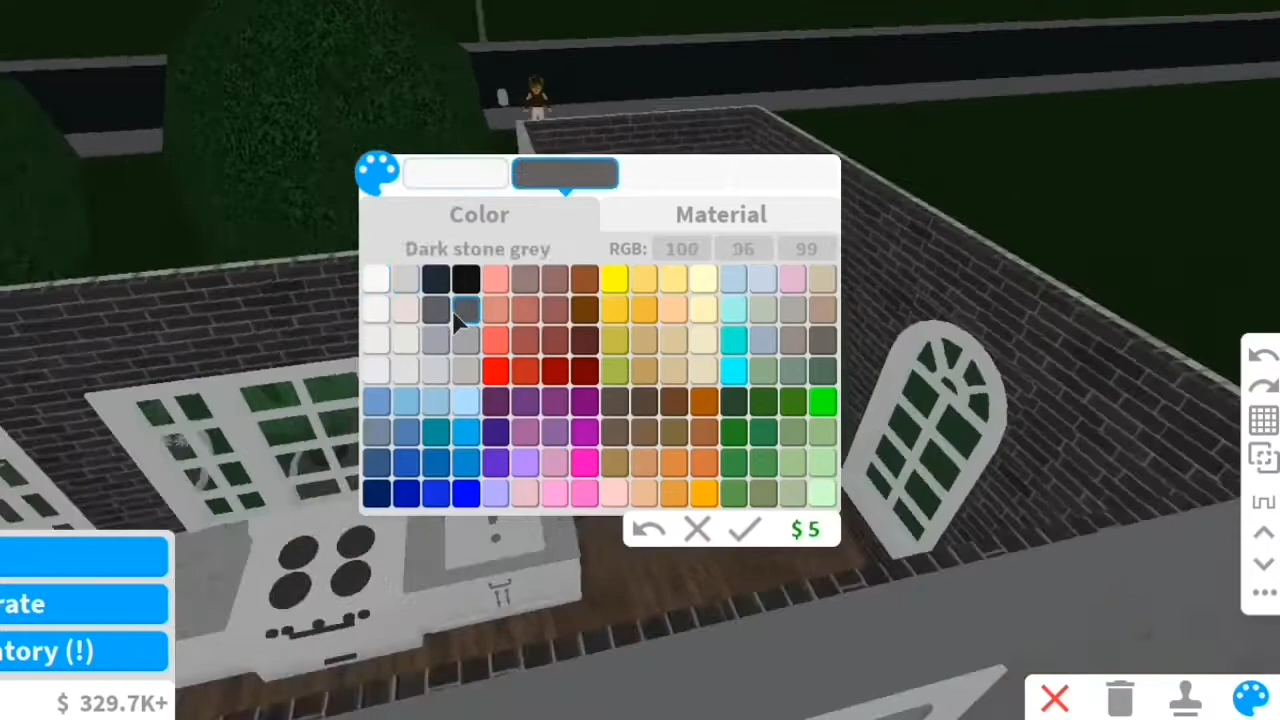 Color
Material
Dark stone grey
RGB: 100 96 99
$ 5
rate
tory (!)
$ 329.7K+